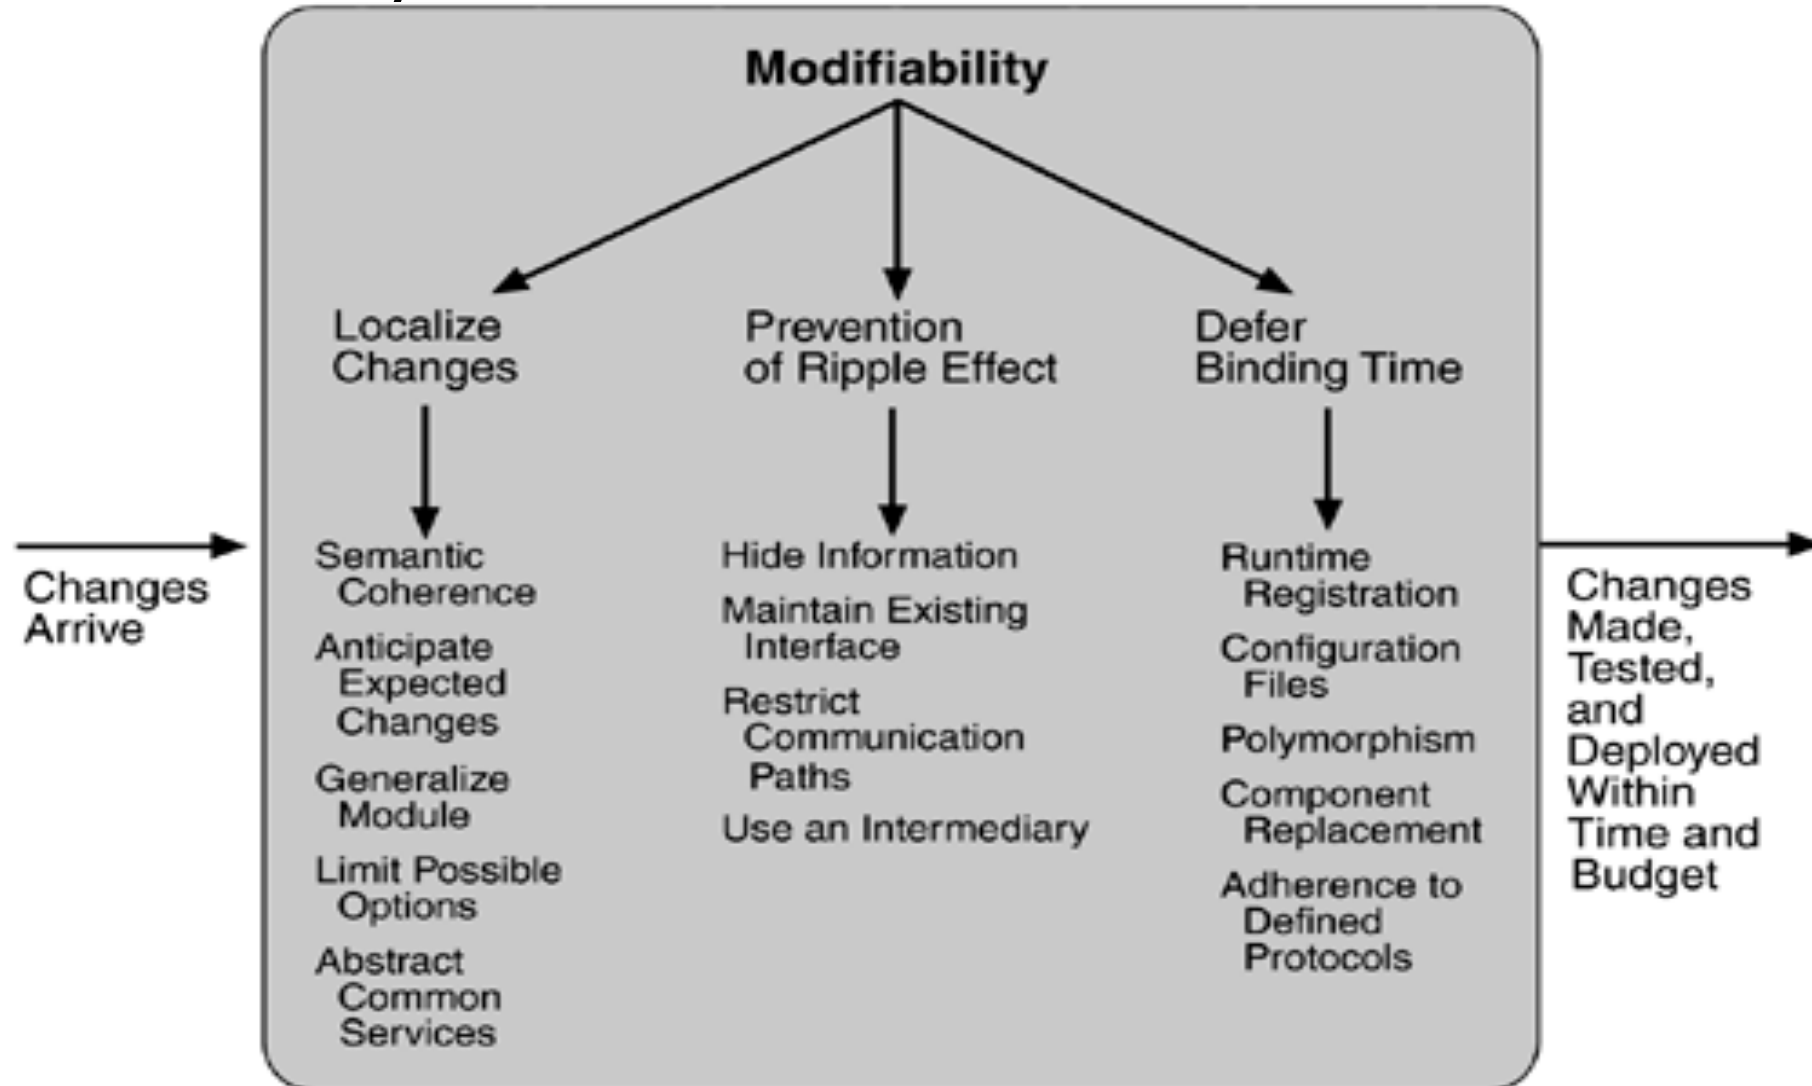 Modifiability
Localize
Changes
Prevention
of Ripple Effect
Defer
Binding Time
Changes
Arrive
Semantic
Coherence
Anticipate
Expected
Changes
Generalize
Module
Limit Possible
Options
Abstract
Common
Services
Hide Information
Maintain Existing
Interface
Restrict
Communication
Paths
Use an Intermediary
Runtime
Registration
Configuration
Files
Polymorphism
Component
Replacement
Adherence to
Defined
Protocols
Changes
Made,
Tested,
and
Deployed
Within
Time and
Budget